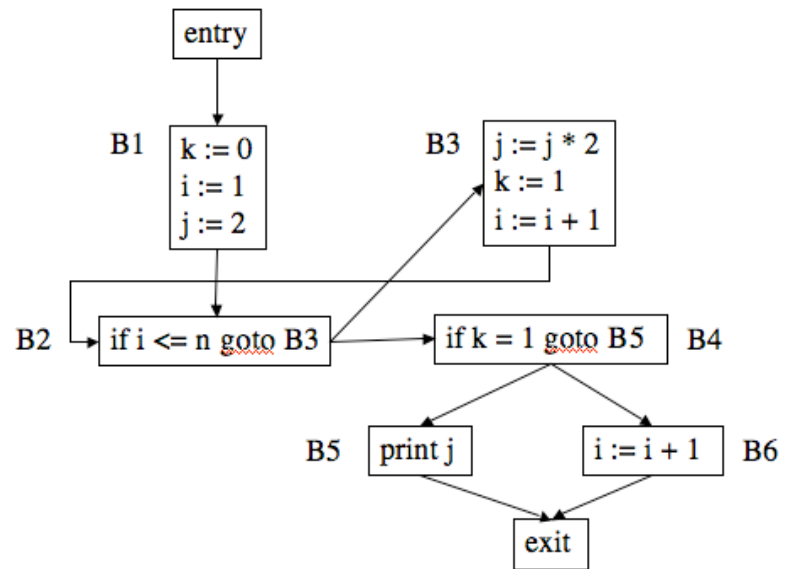 entry
B1
k := 0
i := 1
j := 2
B3
j := j * 2
k := 1
i := i + 1
B2
if i <= n goto B3
if k = 1 goto B5
B4
B5
print j
i := i + 1
B6
exit